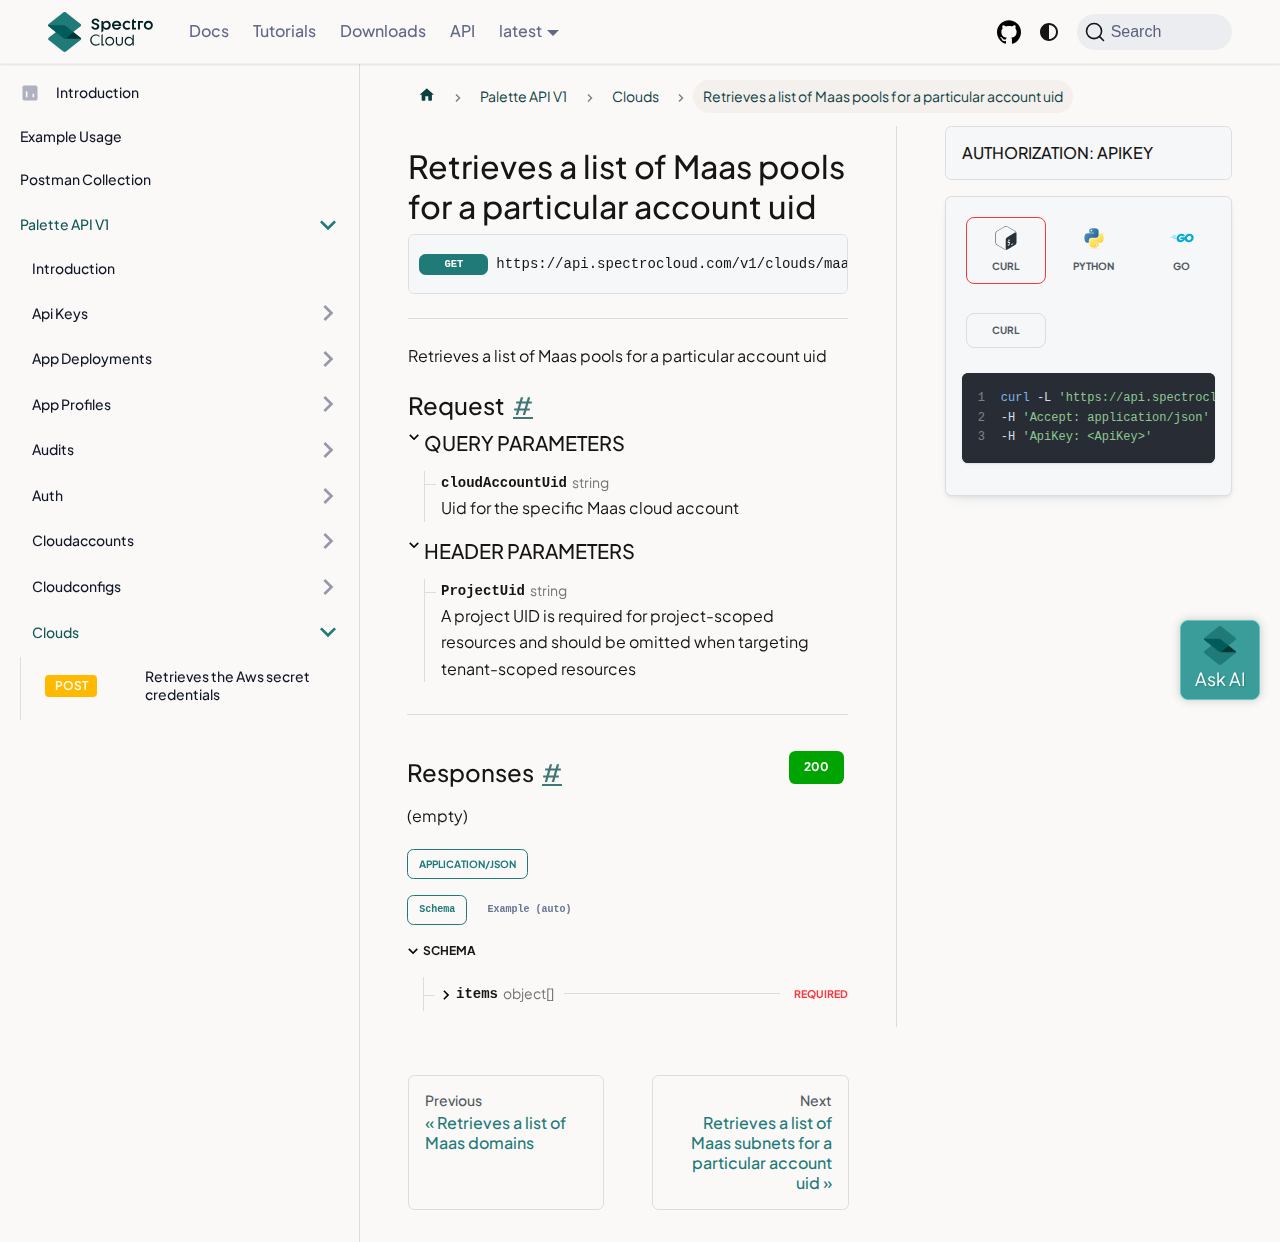 Spectro
Cloud
Docs
Tutorials
Downloads
API
latest
Search
Introduction
Example Usage
Postman Collection
Palette API V1
Introduction
Api Keys
App Deployments
App Profiles
Audits
Auth
Cloudaccounts
Cloudconfigs
Clouds
POST
Retrieves the Aws secret
credentials
Palette API V1
Clouds
Retrieves a list of Maas pools for a particular account uid
Retrieves a list of Maas pools
for a particular account uid
GET https://api.spectrocloud.com/v1/clouds/maa
Retrieves a list of Maas pools for a particular account uid
Request #
QUERY PARAMETERS
cloudAccountUid string
Uid for the specific Maas cloud account
HEADER PARAMETERS
ProjectUid string
A project UID is required for project-scoped
resources and should be omitted when targeting
tenant-scoped resources
Responses #
200
(empty)
APPLICATION/JSON
Schema
Example (auto)
SCHEMA
items object[]
REQUIRED
Previous
« Retrieves a list of
Maas domains
Next
Retrieves a list of
Maas subnets for a
particular account
uid »
AUTHORIZATION: APIKEY
CURL
PYTHON
GO
CURL
1 curl -L 'https://api.spectrocl
2 -H 'Accept: application/json'
3 -H 'ApiKey: <ApiKey>'
Ask AI